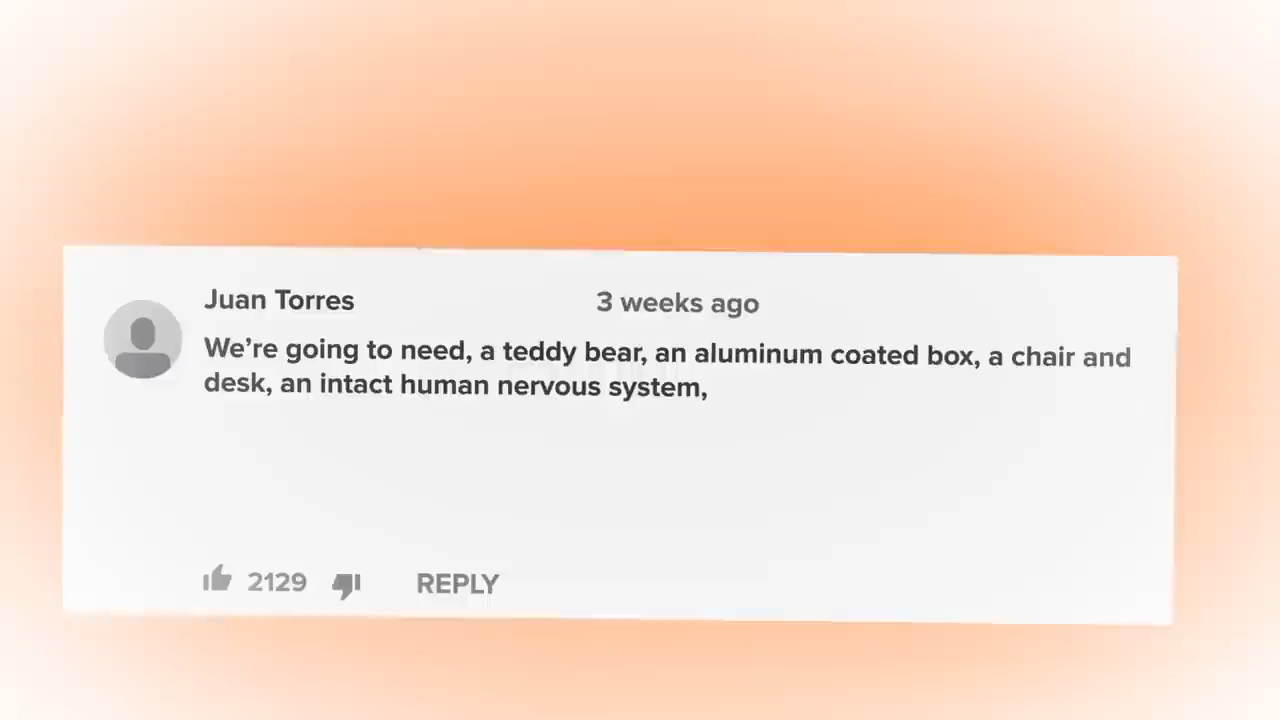 Juan Torres
3 weeks ago
We're going to need, a teddy bear, an aluminum coated box, a chair and
desk, an intact human nervous system,
2129
REPLY